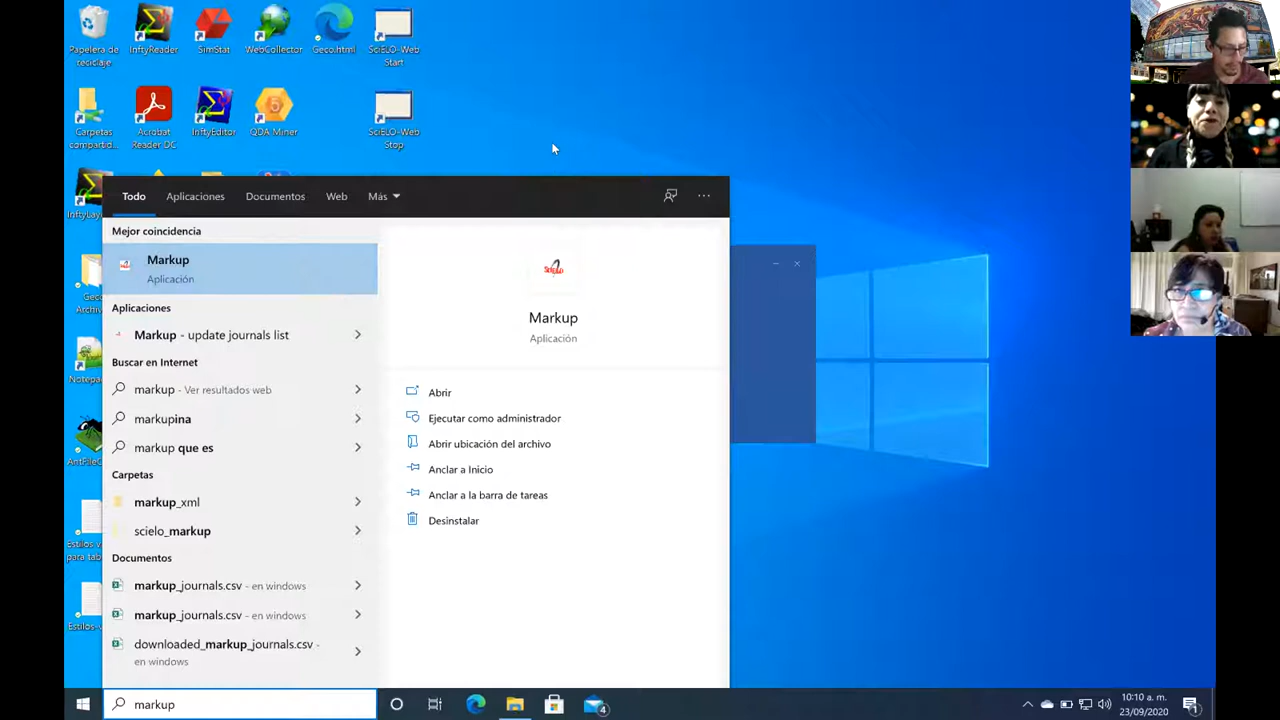 Papelera de
reciclaje
InftyReader
SimStat
WebCollector
Geco.html
SciELO-Web
Start
Carpetas
compartid...
Acrobat
Reader DC
InftyEditor
QDA Miner
SciELO-Web
Stop
Todo
Aplicaciones
Documentos
Web
Más
Mejor coincidencia
Markup
Aplicación
Aplicaciones
Markup - update journals list
Buscar en Internet
markup - Ver resultados web
markupina
markup que es
Carpetas
markup_xml
scielo_markup
Documentos
markup_journals.csv - en windows
markup_journals.csv - en windows
downloaded_markup_journals.csv -
en windows
SciELO
Markup
Aplicación
Abrir
Ejecutar como administrador
Abrir ubicación del archivo
Anclar a Inicio
Anclar a la barra de tareas
Desinstalar
markup
4
10:10 a. m.
23/09/2020
1